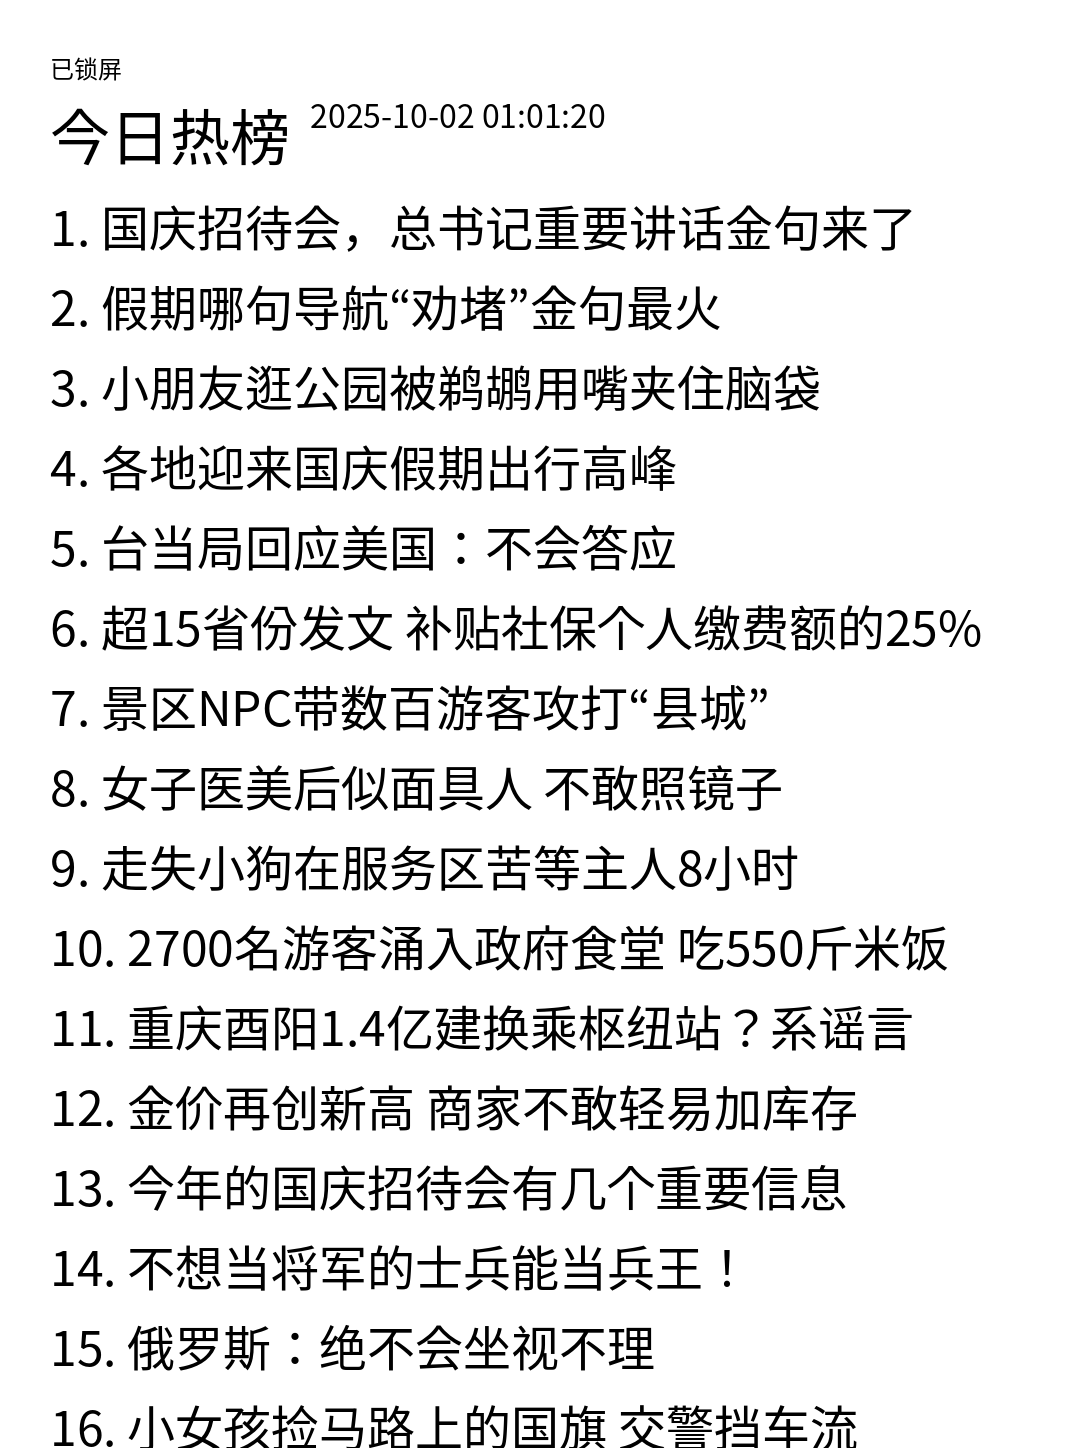 已锁屏
今日热榜 2025-10-02 01:01:20
1. 国庆招待会，总书记重要讲话金句来了
2. 假期哪句导航“劝堵”金句最火
3. 小朋友逛公园被鹈鹕用嘴夹住脑袋
4. 各地迎来国庆假期出行高峰
5. 台当局回应美国：不会答应
6. 超15省份发文 补贴社保个人缴费额的25%
7. 景区NPC带数百游客攻打“县城”
8. 女子医美后似面具人 不敢照镜子
9. 走失小狗在服务区苦等主人8小时
10. 2700名游客涌入政府食堂 吃550斤米饭
11. 重庆酉阳1.4亿建换乘枢纽站？系谣言
12. 金价再创新高 商家不敢轻易加库存
13. 今年的国庆招待会有几个重要信息
14. 不想当将军的士兵能当兵王！
15. 俄罗斯：绝不会坐视不理
16. 小女孩捡马路上的国旗 交警挡车流